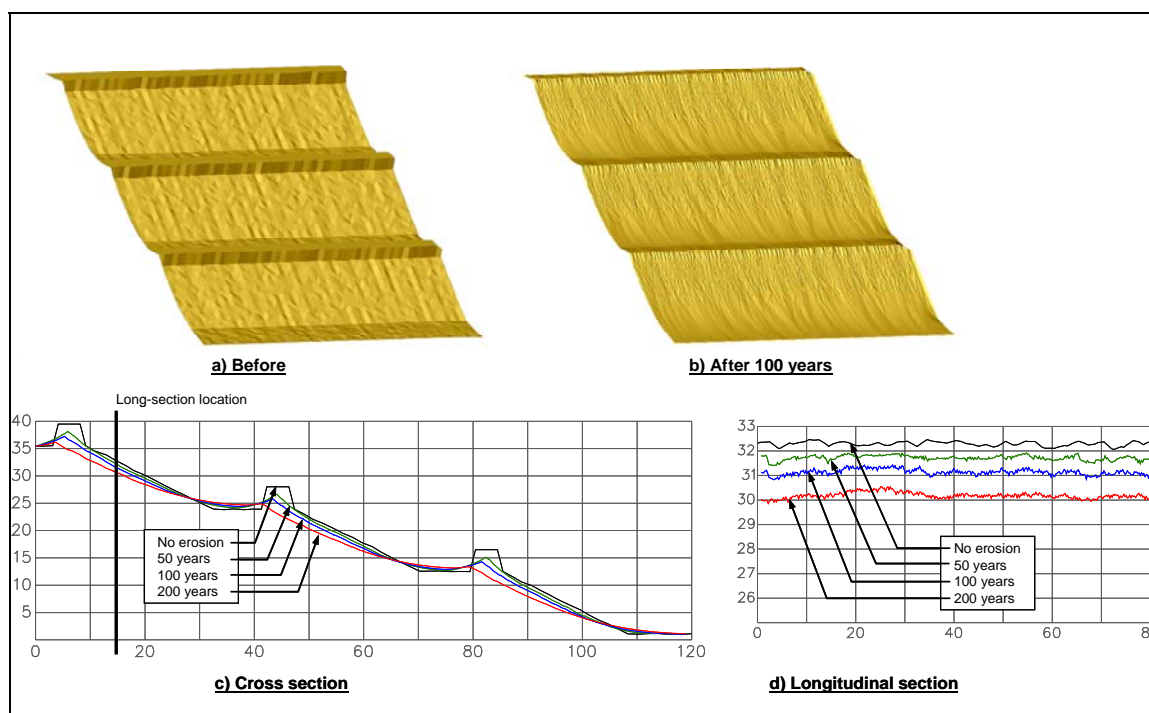 a) Before
b) After 100 years
Long-section location
40
35
30
25
20
15
10
5
No erosion
50 years
100 years
200 years
0
20
40
60
80
100
120
c) Cross section
33
32
31
30
29
28
27
26
No erosion
50 years
100 years
200 years
0
20
40
60
80
d) Longitudinal section